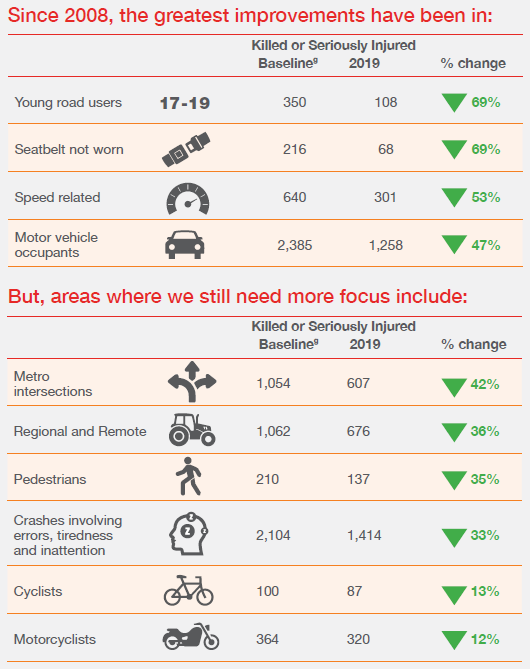 Since 2008, the greatest improvements have been in:
Killed or Seriously Injured
Baselineᵍ 2019 % change
Young road users 17-19 350 108 69%
Seatbelt not worn 216 68 69%
Speed related 640 301 53%
Motor vehicle
occupants 2,385 1,258 47%
But, areas where we still need more focus include:
Killed or Seriously Injured
Baselineᵍ 2019 % change
Metro
intersections 1,054 607 42%
Regional and Remote 1,062 676 36%
Pedestrians 210 137 35%
Crashes involving
errors, tiredness
and inattention 2,104 1,414 33%
Cyclists 100 87 13%
Motorcyclists 364 320 12%